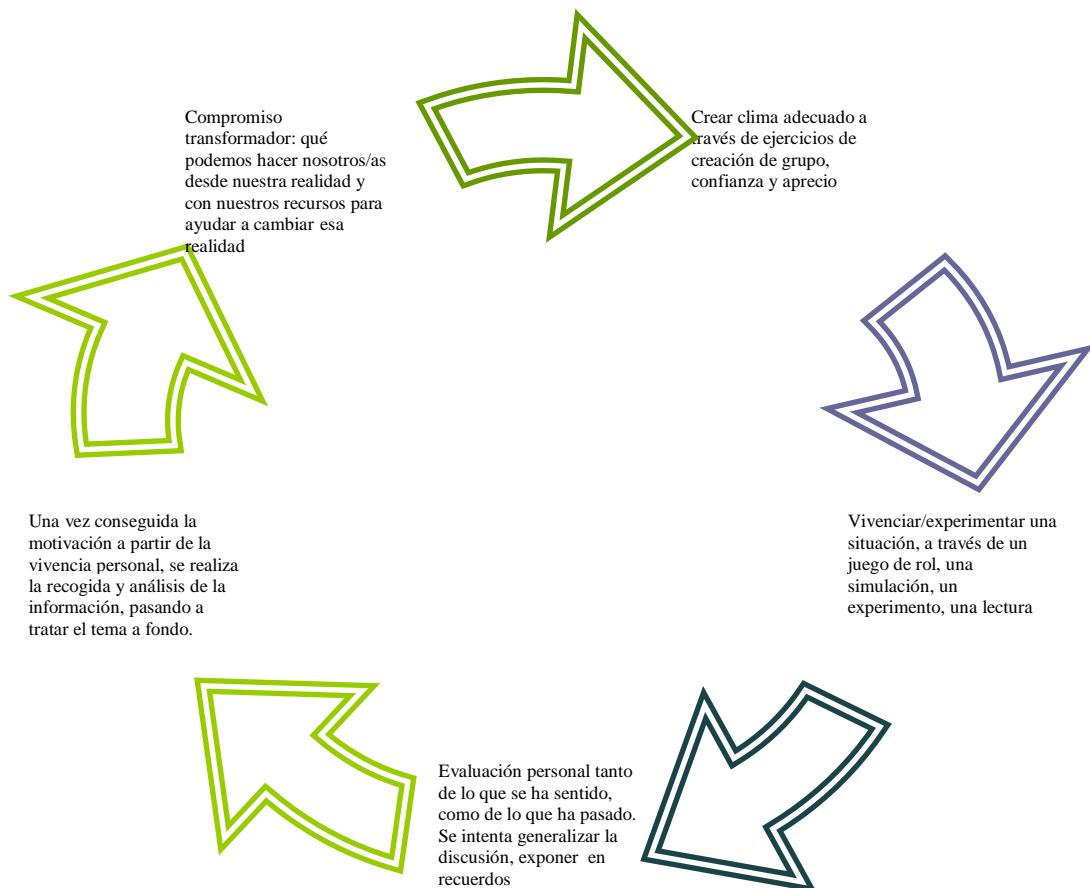 Compromiso
transformador: qué
podemos hacer nosotros/as
desde nuestra realidad y
con nuestros recursos para
ayudar a cambiar esa
realidad
Crear clima adecuado a
través de ejercicios de
creación de grupo,
confianza y aprecio
Vivenciar/experimentar una
situación, a través de un
juego de rol, una
simulación, un
experimento, una lectura
Evaluación personal tanto
de lo que se ha sentido,
como de lo que ha pasado.
Se intenta generalizar la
discusión, exponer en
recuerdos
Una vez conseguida la
motivación a partir de la
vivencia personal, se realiza
la recogida y análisis de la
información, pasando a
tratar el tema a fondo.